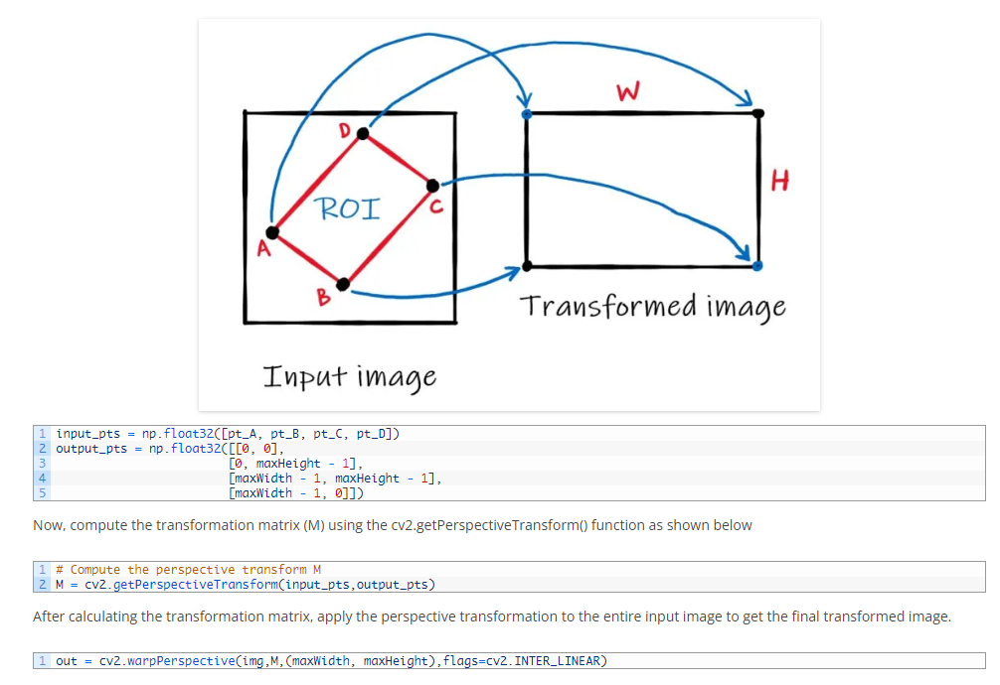 W
D
H
ROI
C
A
B
Transformed image
Input image
1 input_pts = np.float32([pt_A, pt_B, pt_C, pt_D])
2 output_pts = np.float32([[0, 0],
3 [0, maxHeight - 1],
4 [maxWidth - 1, maxHeight - 1],
5 [maxWidth - 1, 0]])
Now, compute the transformation matrix (M) using the cv2.getPerspectiveTransform() function as shown below
1 # Compute the perspective transform M
2 M = cv2.getPerspectiveTransform(input_pts,output_pts)
After calculating the transformation matrix, apply the perspective transformation to the entire input image to get the final transformed image.
1 out = cv2.warpPerspective(img,M,(maxWidth, maxHeight),flags=cv2.INTER_LINEAR)